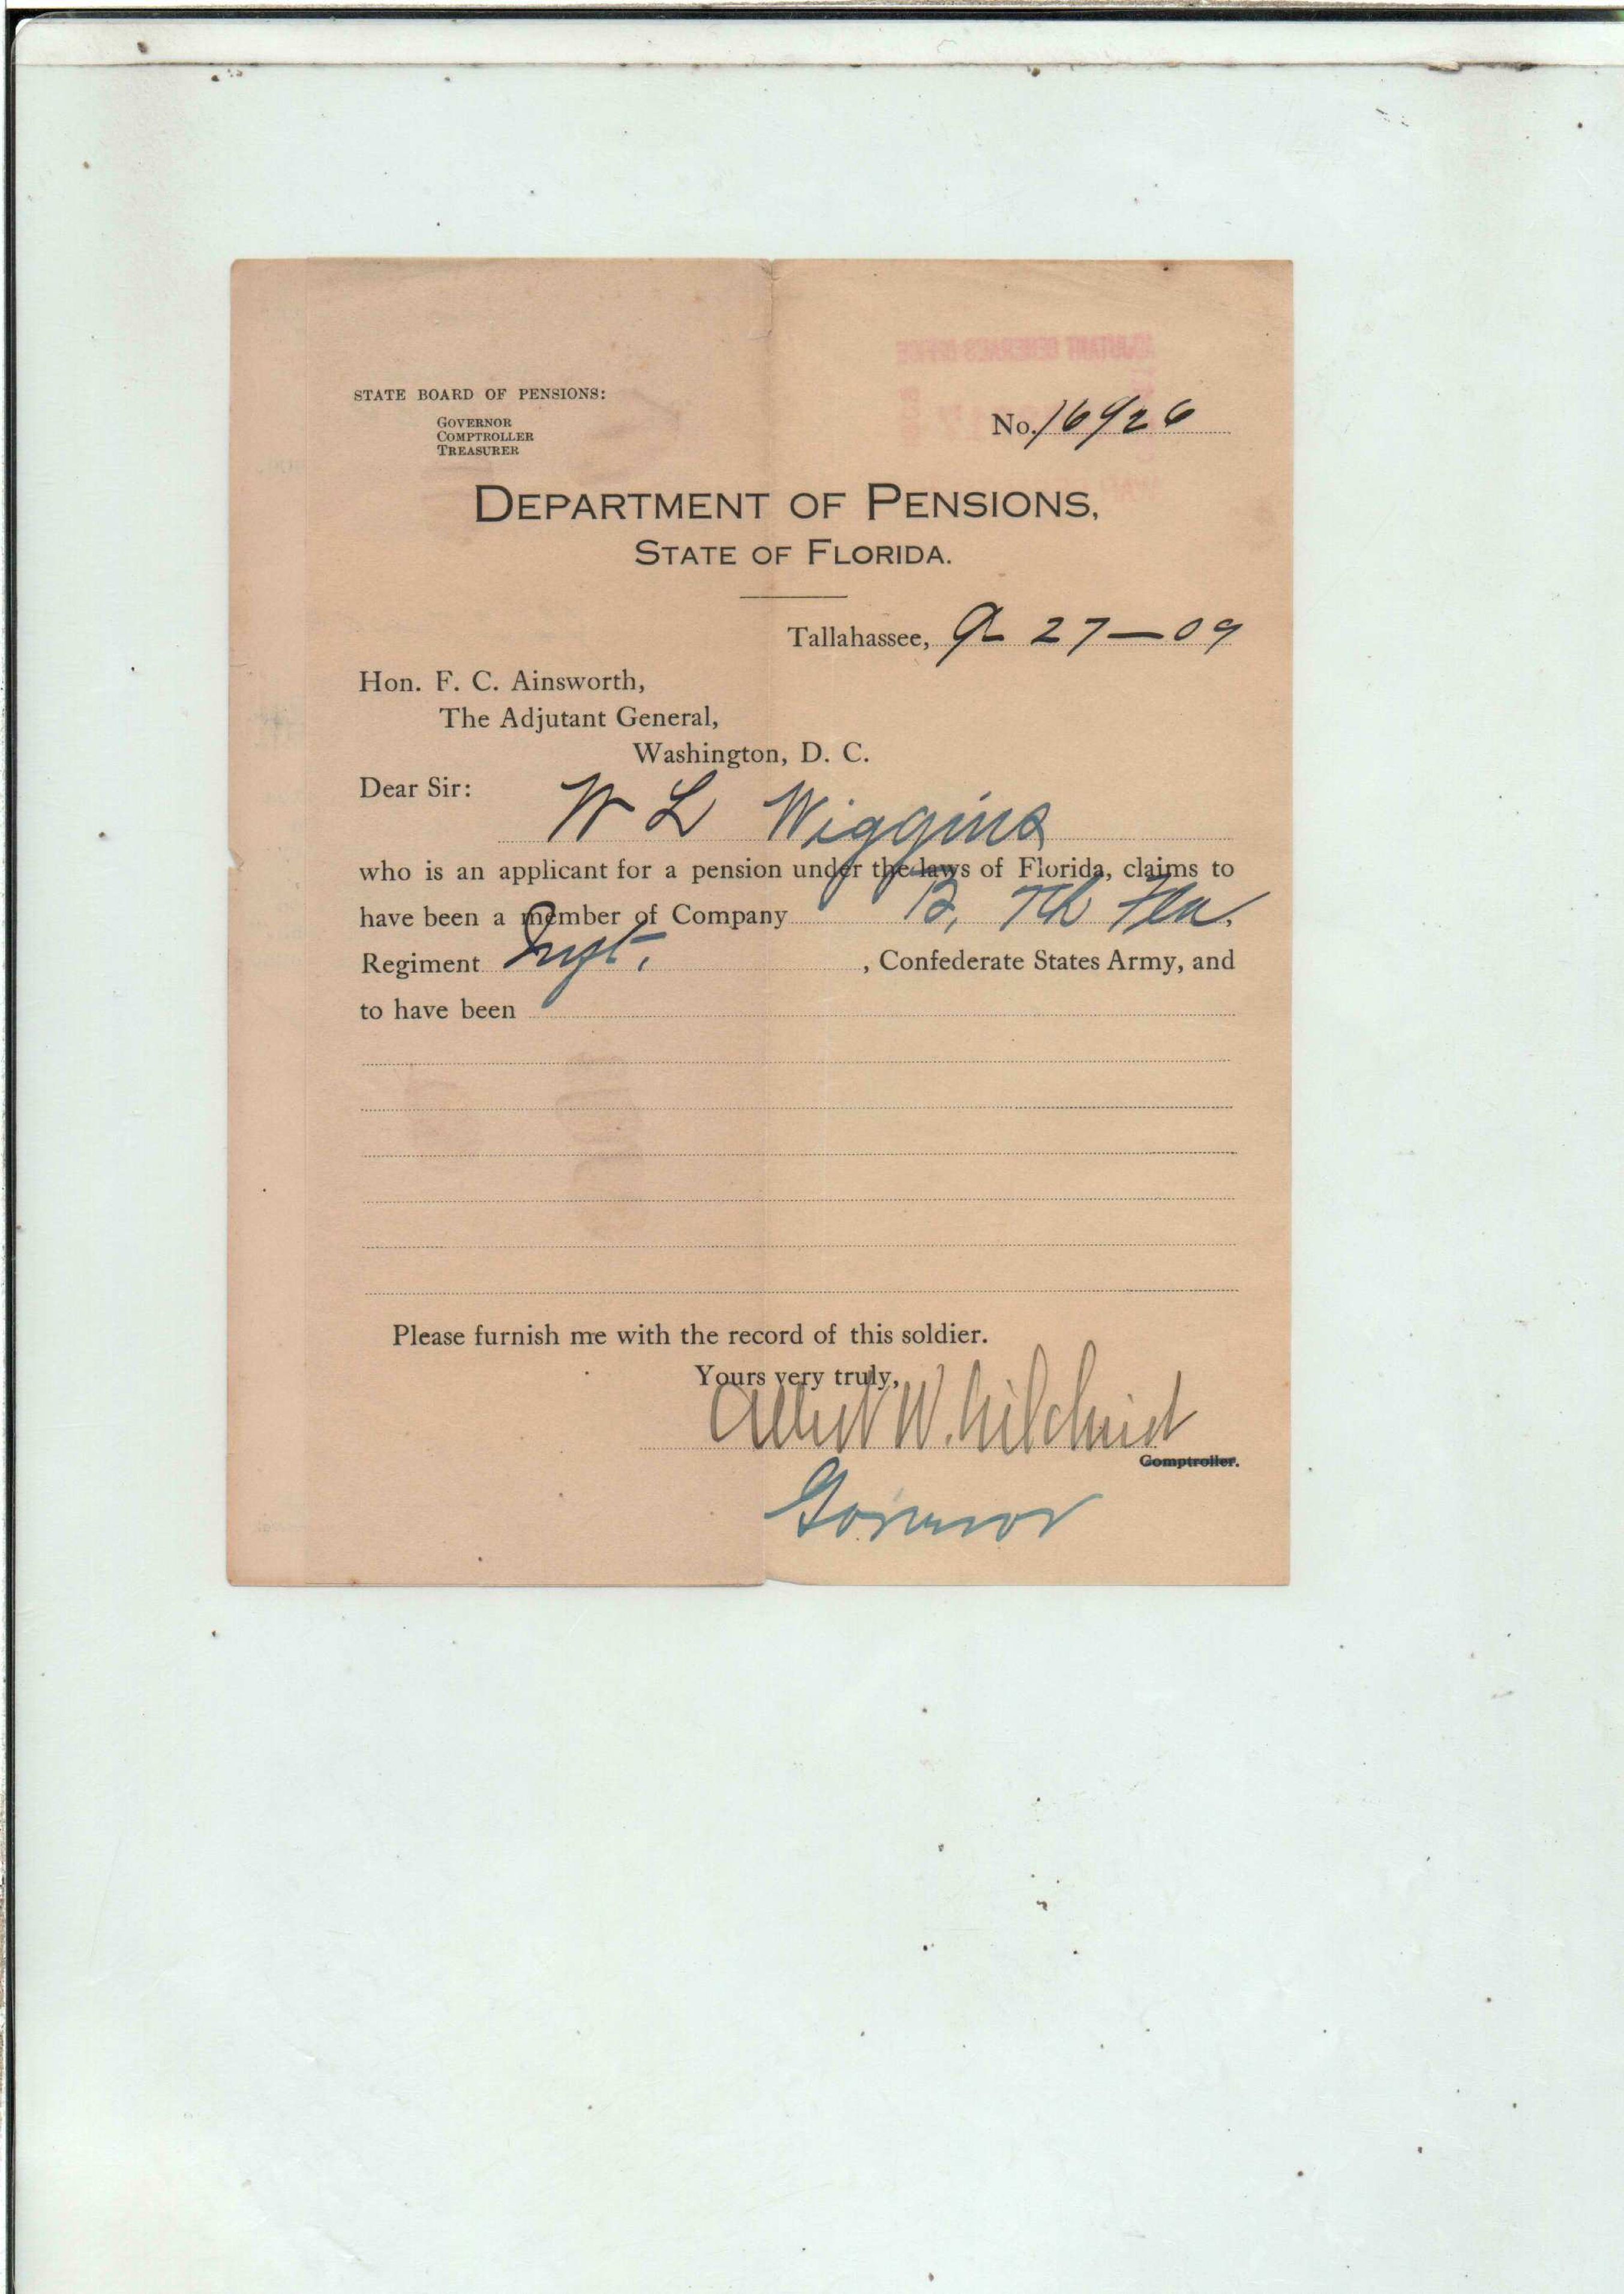 STATE BOARD OF PENSIONS:
GOVERNOR
COMPTROLLER
TREASURER
No. 16926
DEPARTMENT OF PENSIONS,
STATE OF FLORIDA.
Tallahassee, 9- 27-09
Hon. F. C. Ainsworth,
The Adjutant General,
Washington, D. C.
Dear Sir:
W L Wiggins
who is an applicant for a pension under the laws of Florida, claims to
have been a member of Company B, 7th Fla.
Regiment Inft. , Confederate States Army, and
to have been
Please furnish me with the record of this soldier.
Yours very truly,
Albert W. Gilchrist
Comptroller.
Governor